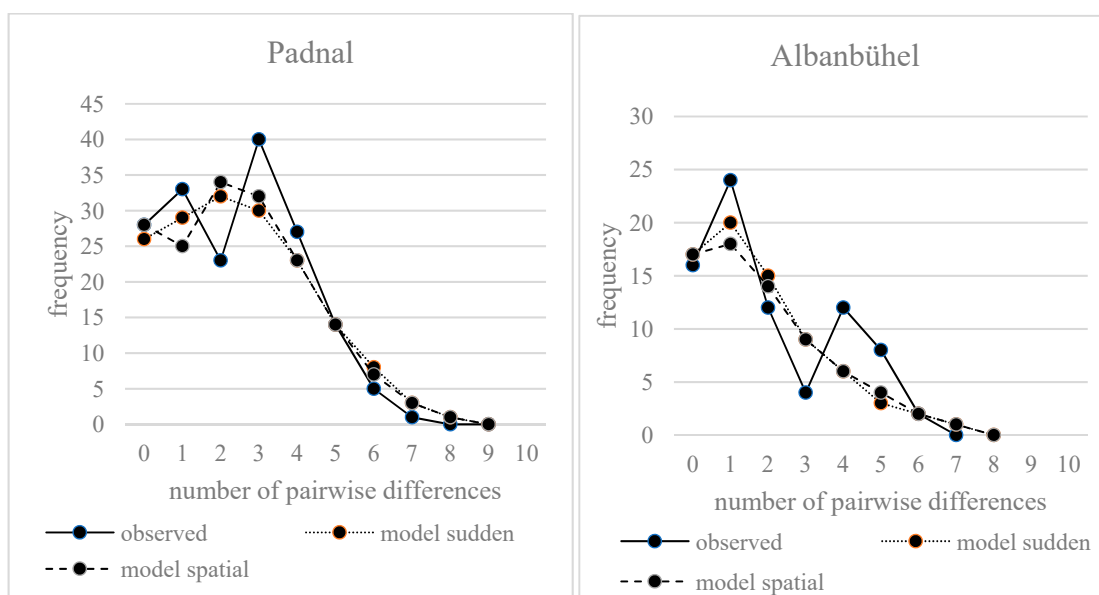 Padnal
45
40
35
30
25
20
15
10
5
0
frequency
0 1 2 3 4 5 6 7 8 9 10
number of pairwise differences
observed
model sudden
model spatial
Albanbühel
30
25
20
15
10
5
0
frequency
0 1 2 3 4 5 6 7 8 9 10
number of pairwise differences
observed
model sudden
model spatial